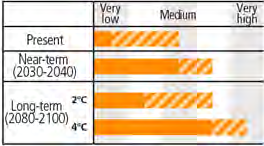 Very low Medium Very high
Present
Near-term
(2030-2040)
Long-term
(2080-2100)
2°C
4°C